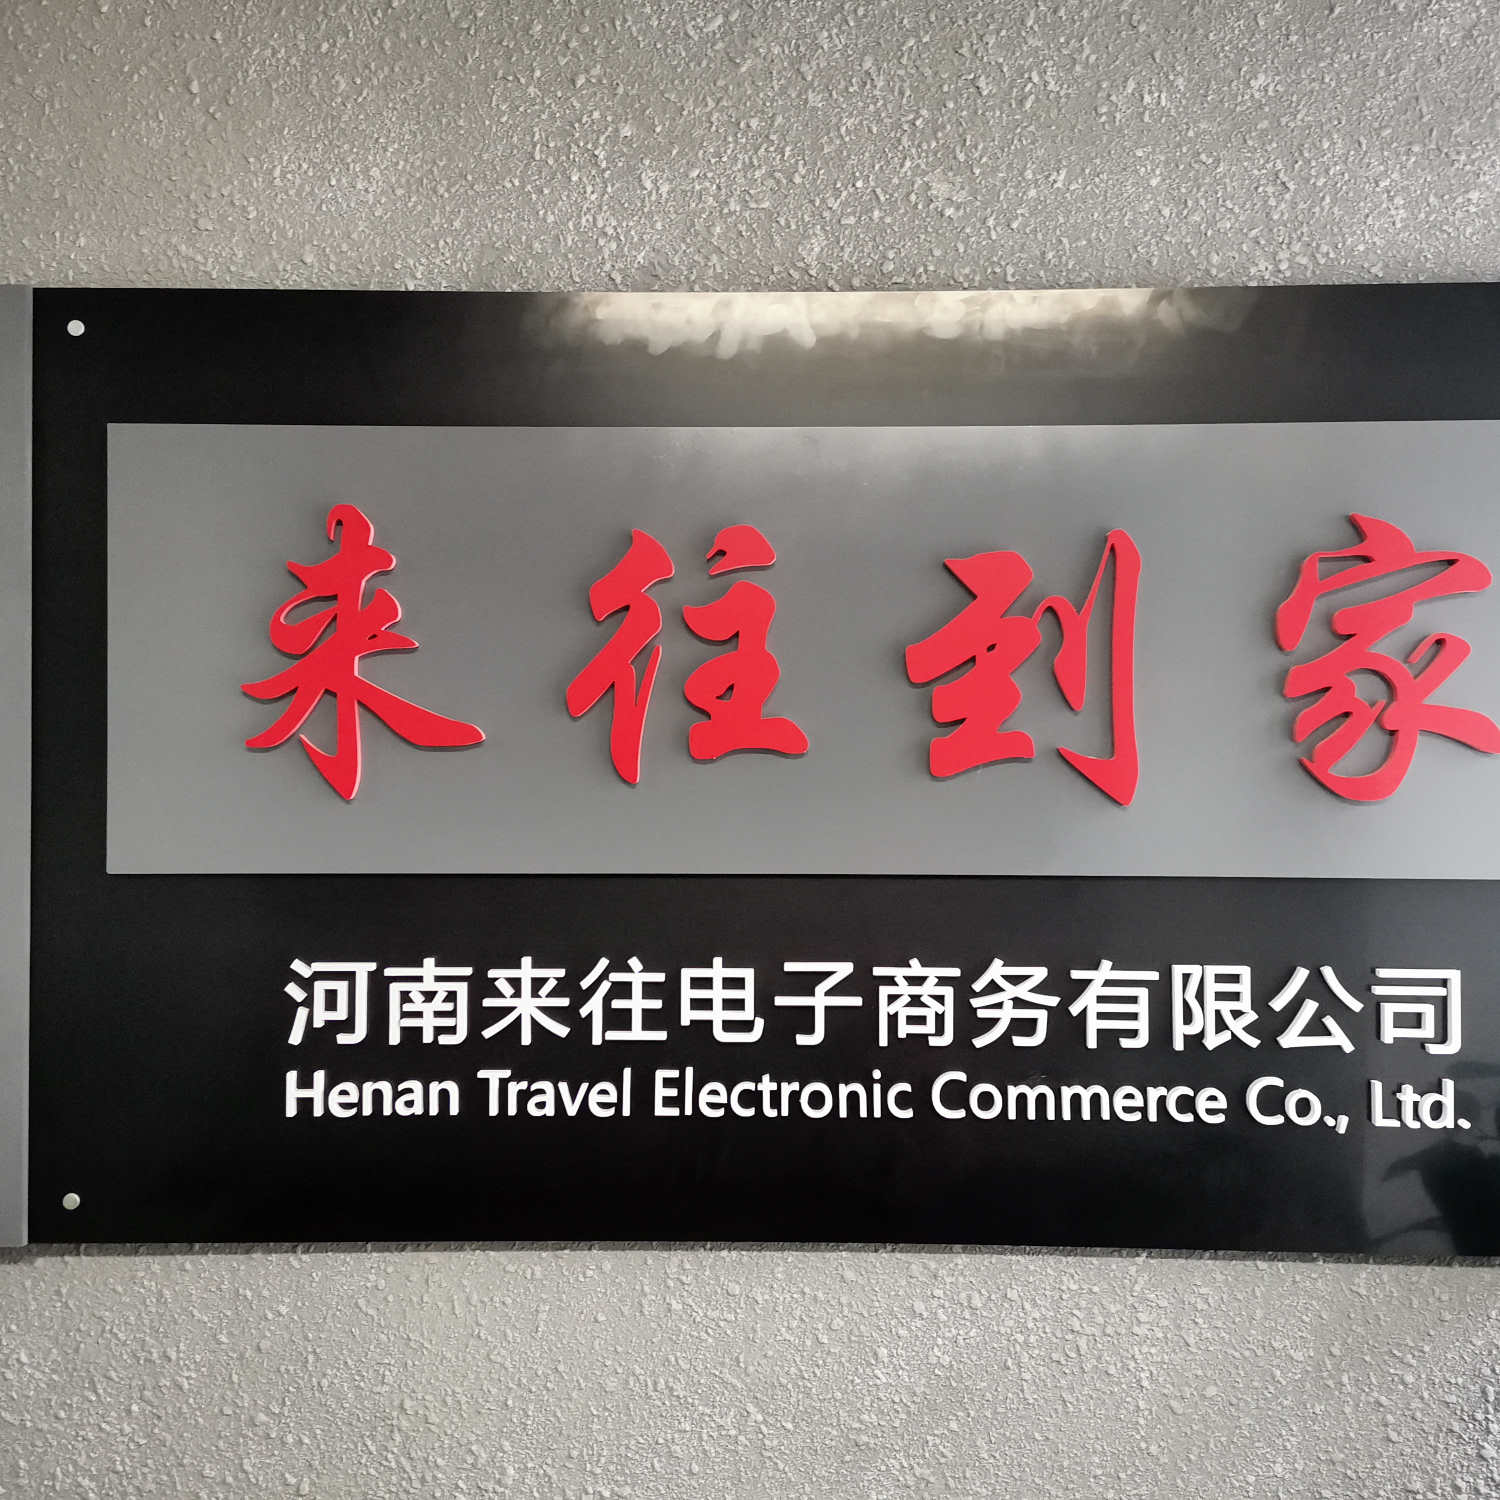 来往到家
河南来往电子商务有限公司
Henan Travel Electronic Commerce Co., Ltd.